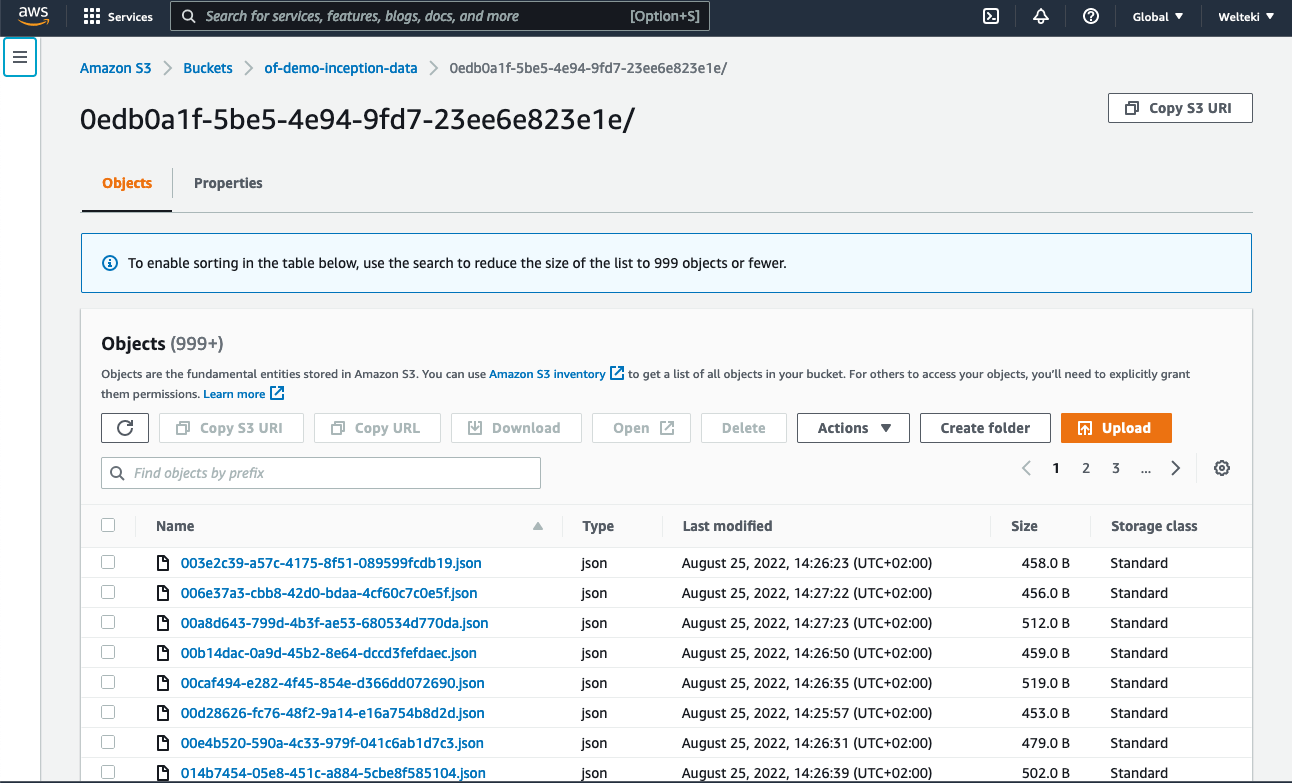 aws Services Search for services, features, blogs, docs, and more [Option+S] Global Welteki
Amazon S3 Buckets of-demo-inception-data 0edb0a1f-5be5-4e94-9fd7-23ee6e823e1e/
0edb0a1f-5be5-4e94-9fd7-23ee6e823e1e/
Copy S3 URI
Objects Properties
To enable sorting in the table below, use the search to reduce the size of the list to 999 objects or fewer.
Objects (999+)
Objects are the fundamental entities stored in Amazon S3. You can use Amazon S3 inventory to get a list of all objects in your bucket. For others to access your objects, you'll need to explicitly grant
them permissions. Learn more
Copy S3 URI Copy URL Download Open Delete Actions Create folder Upload
Find objects by prefix 1 2 3 ...
Name Type Last modified Size Storage class
003e2c39-a57c-4175-8f51-089599fcdb19.json json August 25, 2022, 14:26:23 (UTC+02:00) 458.0 B Standard
006e37a3-cbb8-42d0-bdaa-4cf60c7c0e5f.json json August 25, 2022, 14:27:22 (UTC+02:00) 456.0 B Standard
00a8d643-799d-4b3f-ae53-680534d770da.json json August 25, 2022, 14:27:23 (UTC+02:00) 512.0 B Standard
00b14dac-0a9d-45b2-8e64-dccd3fefdaec.json json August 25, 2022, 14:26:50 (UTC+02:00) 459.0 B Standard
00caf494-e282-4f45-854e-d366dd072690.json json August 25, 2022, 14:26:35 (UTC+02:00) 519.0 B Standard
00d28626-fc76-48f2-9a14-e16a754b8d2d.json json August 25, 2022, 14:25:57 (UTC+02:00) 453.0 B Standard
00e4b520-590a-4c33-979f-041c6ab1d7c3.json json August 25, 2022, 14:26:31 (UTC+02:00) 479.0 B Standard
014b7454-05e8-451c-a884-5cbe8f585104.json json August 25, 2022, 14:26:39 (UTC+02:00) 502.0 B Standard